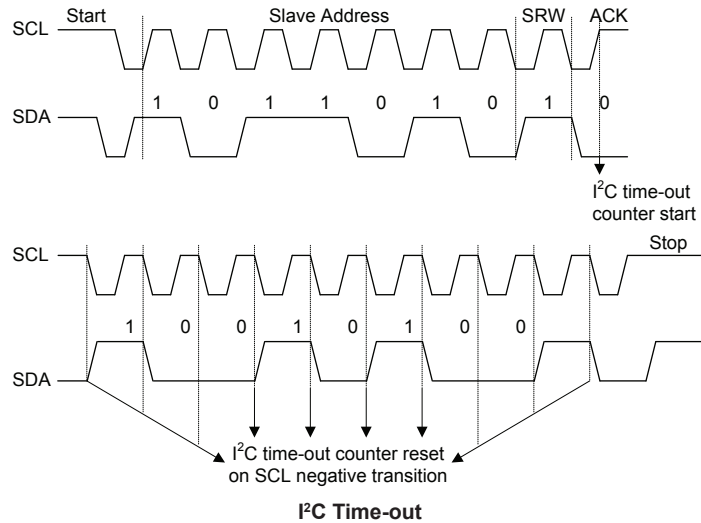 Start Slave Address SRW ACK
SCL
1 0 1 1 0 1 0 1 0
SDA
I²C time-out
counter start
Stop
SCL
1 0 0 1 0 1 0 0
SDA
I²C time-out counter reset
on SCL negative transition
I²C Time-out